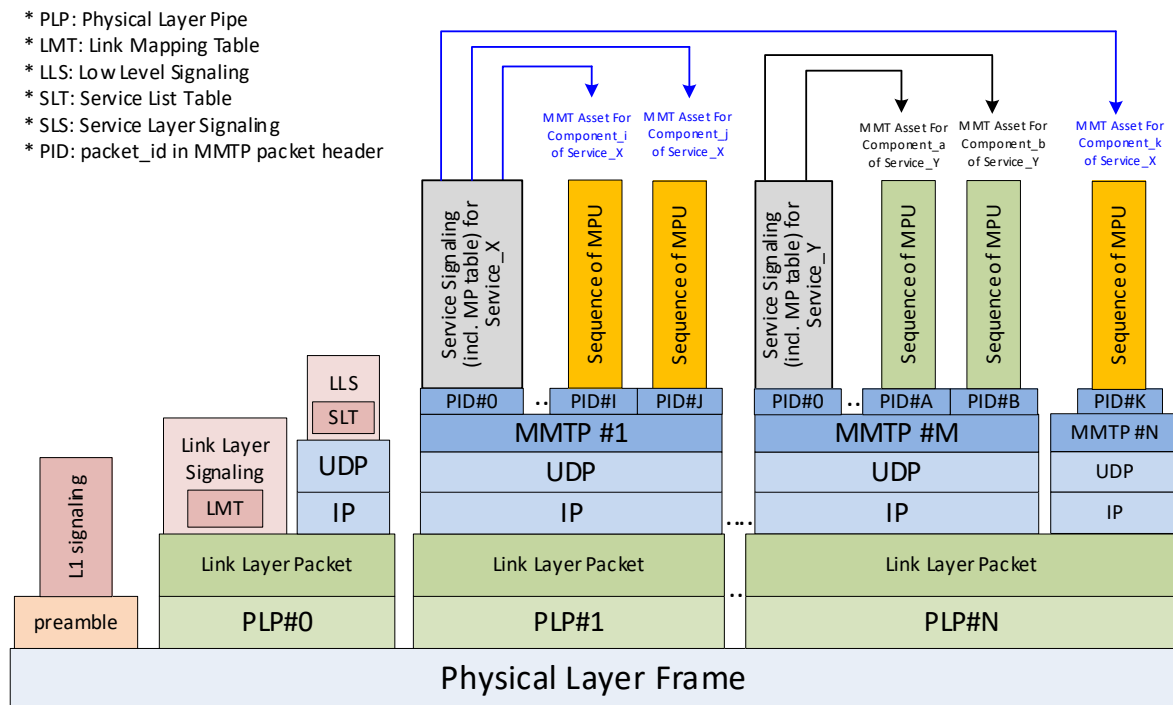 * PLP: Physical Layer Pipe
* LMT: Link Mapping Table
* LLS: Low Level Signaling
* SLT: Service List Table
* SLS: Service Layer Signaling
* PID: packet_id in MMTP packet header
MMT Asset For
Component_i
of Service_X
MMT Asset For
Component_j
of Service_X
MMT Asset For
Component_a
of Service_Y
MMT Asset For
Component_b
of Service_Y
MMT Asset For
Component_k
of Service_X
Service Signaling
(incl. MP table) for
Service_X
Sequence of MPU
Sequence of MPU
Service Signaling
(incl. MP table) for
Service_Y
Sequence of MPU
Sequence of MPU
Sequence of MPU
LLS
SLT
PID#0
..
PID#I
PID#J
PID#0
..
PID#A
PID#B
PID#K
MMTP #1
MMTP #M
MMTP #N
Link Layer
Signaling
LMT
UDP
UDP
UDP
UDP
IP
IP
IP
IP
....
L1 signaling
Link Layer Packet
Link Layer Packet
Link Layer Packet
..
preamble
PLP#0
PLP#1
PLP#N
Physical Layer Frame